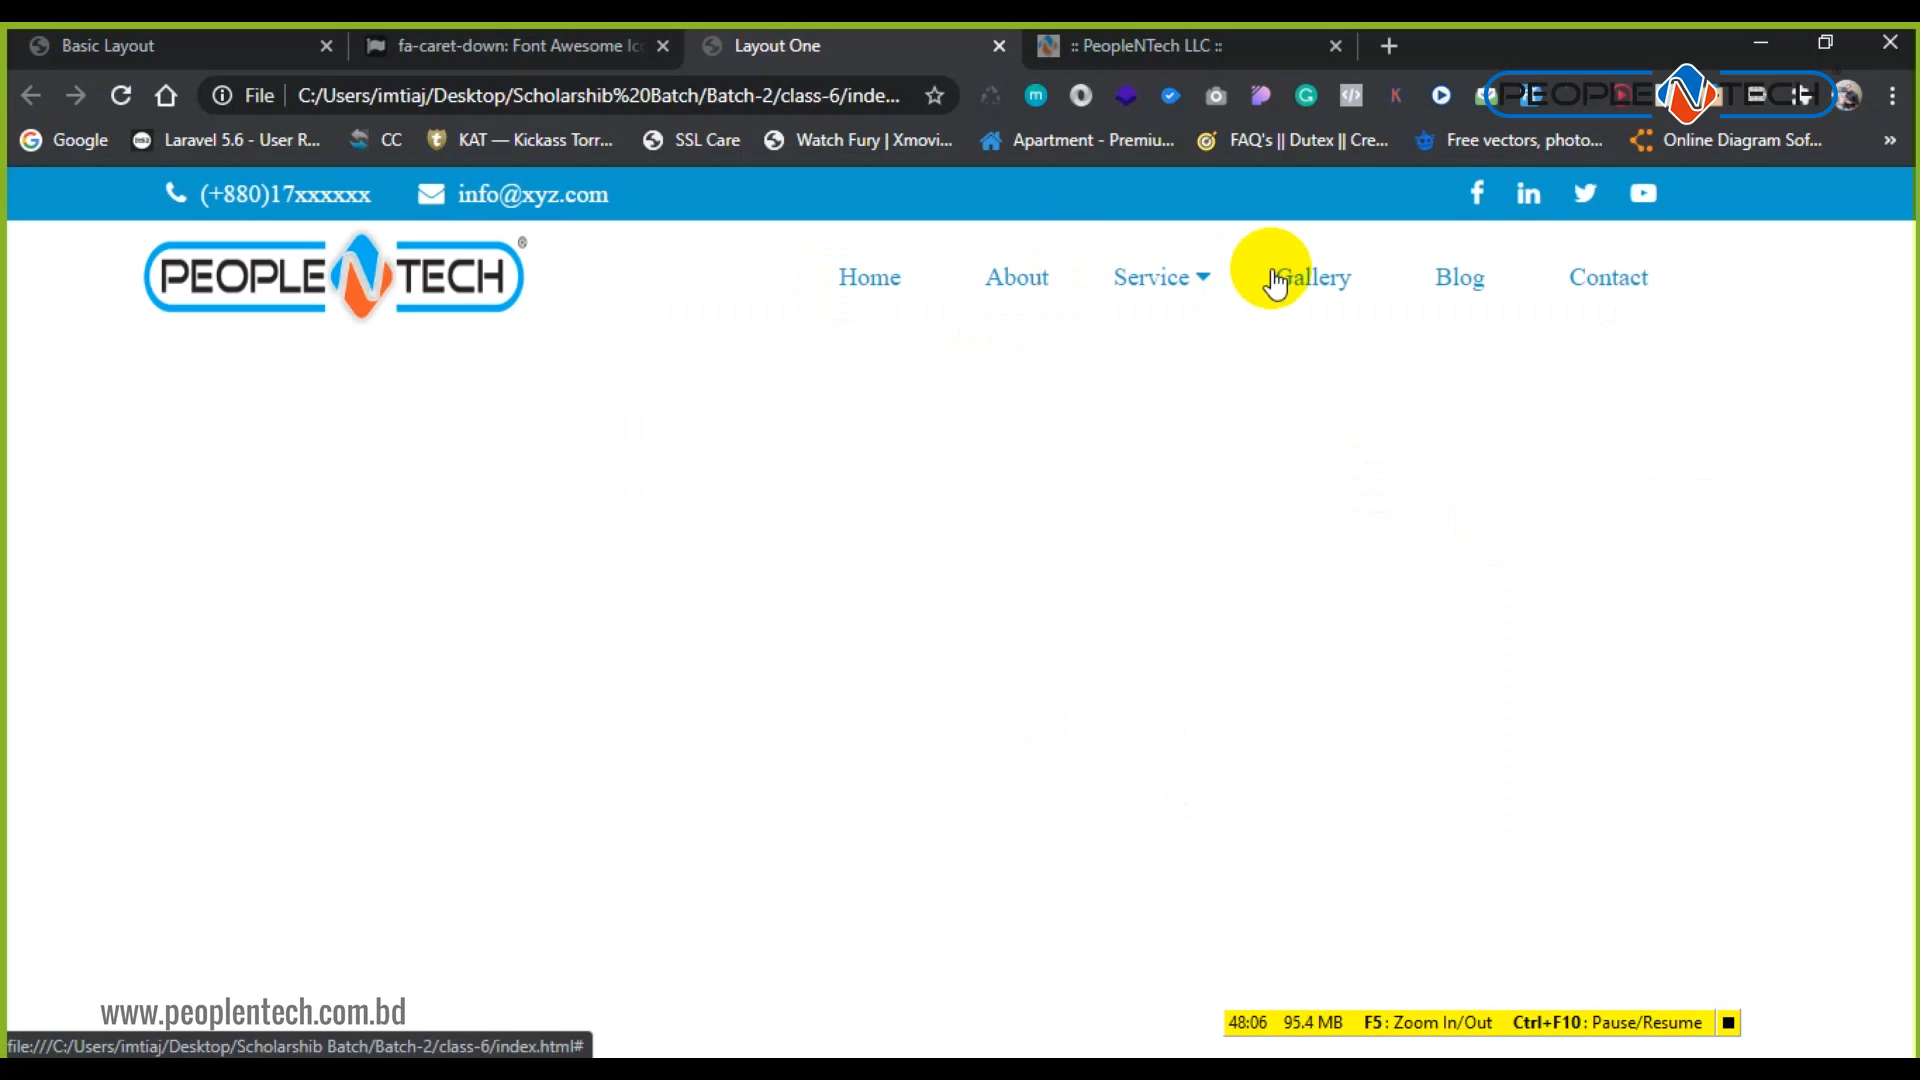 Basic Layout
fa-caret-down: Font Awesome Ic
Layout One
:: PeopleNTech LLC ::
File
C:/Users/imtiaj/Desktop/Scholarshib%20Batch/Batch-2/class-6/inde...
PEOPLE N TECH
Google
Laravel 5.6 - User R...
CC
KAT — Kickass Torr...
SSL Care
Watch Fury | Xmovi...
Apartment - Premiu...
FAQ's || Dutex || Cre...
Free vectors, photo...
Online Diagram Sof...
»
(+880)17xxxxxx
info@xyz.com
PEOPLE N TECH ®
Home
About
Service
Gallery
Blog
Contact
www.peoplentech.com.bd
48:06 95.4 MB F5: Zoom In/Out Ctrl+F10: Pause/Resume
file:///C:/Users/imtiaj/Desktop/Scholarshib Batch/Batch-2/class-6/index.html#